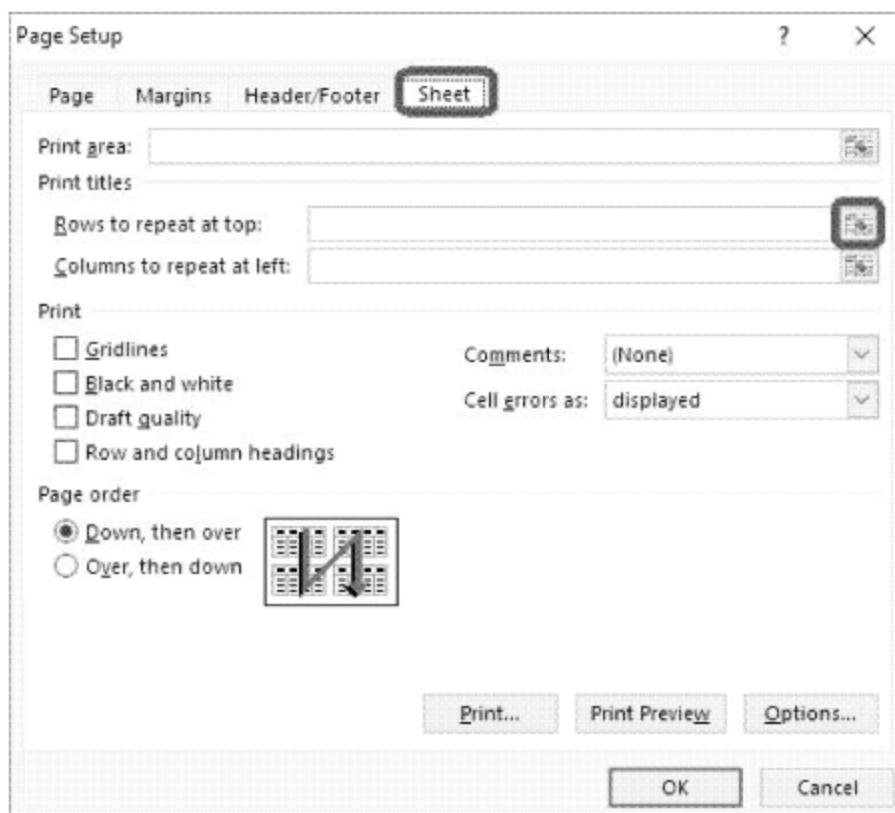 Page Setup ?
Page Margins Header/Footer Sheet
Print area:
Print titles
Rows to repeat at top:
Columns to repeat at left:
Print
Gridlines Comments: (None)
Black and white Cell errors as: displayed
Draft quality
Row and column headings
Page order
Down, then over
Over, then down
Print... Print Preview Options...
OK Cancel